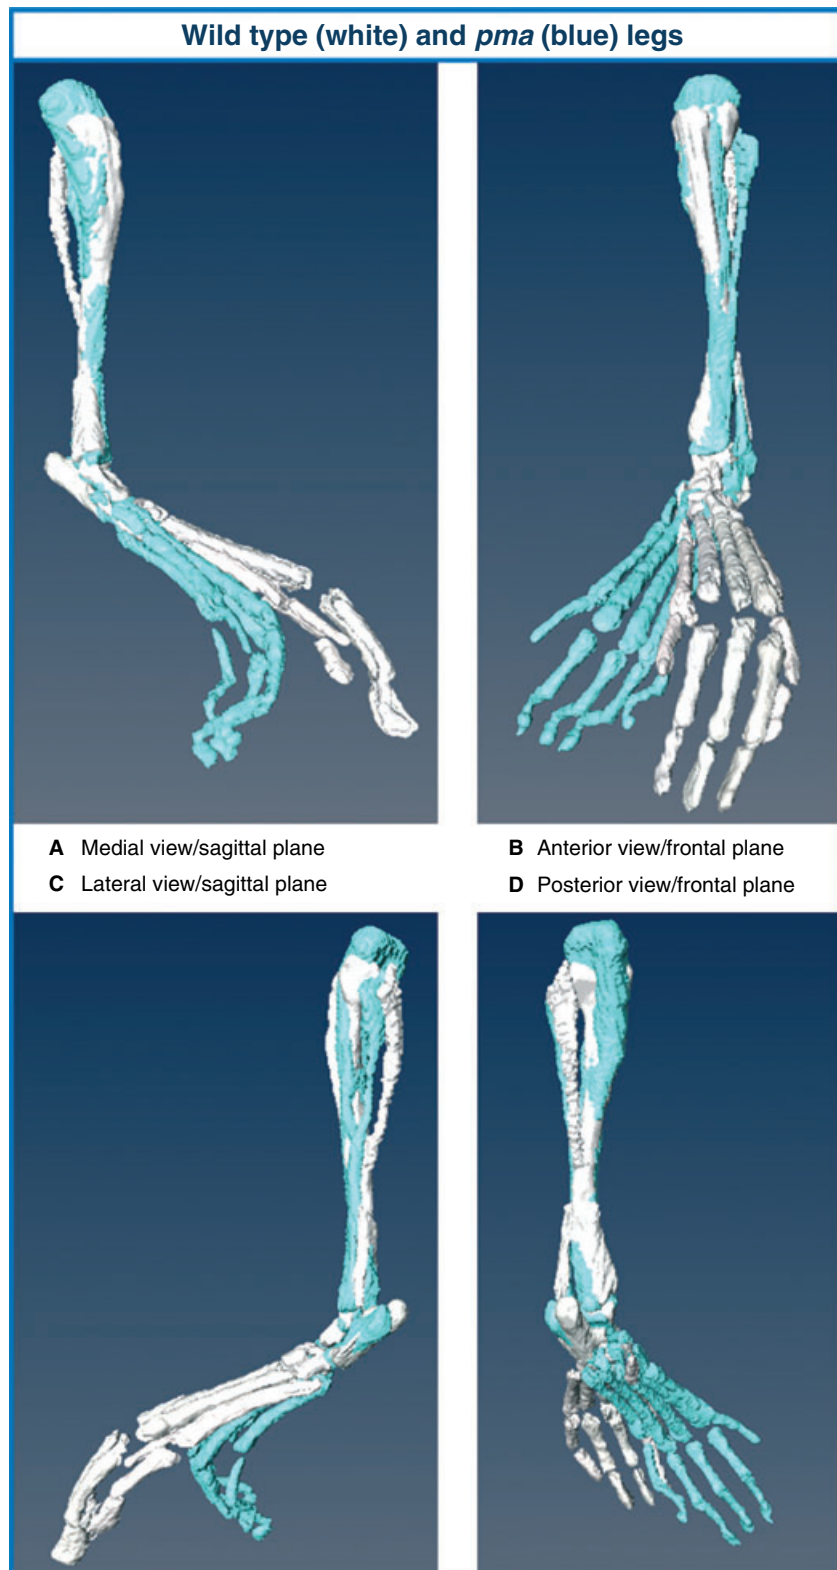 Wild type (white) and pma (blue) legs
A Medial view/sagittal plane
B Anterior view/frontal plane
C Lateral view/sagittal plane
D Posterior view/frontal plane